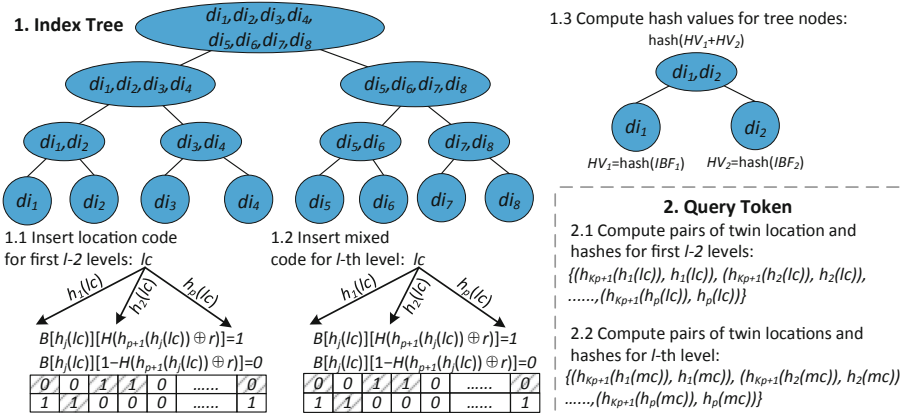 1. Index Tree
di₁,di₂,di₃,di₄,
di₅,di₆,di₇,di₈
di₁,di₂,di₃,di₄
di₅,di₆,di₇,di₈
di₁,di₂
di₃,di₄
di₅,di₆
di₇,di₈
di₁
di₂
di₃
di₄
di₅
di₆
di₇
di₈
1.1 Insert location code
for first l-2 levels:
lc
h₁(lc)
h₂(lc)
hₚ(lc)
B[hⱼ(lc)][H(hₚ₊₁(hⱼ(lc))⊕r)]=1
B[hⱼ(lc)][1−H(hₚ₊₁(hⱼ(lc))⊕r)]=0
0 0 1 1 0 ...... 0
1 1 0 0 0 ...... 1
1.2 Insert mixed
code for l-th level:
lc
h₁(lc)
h₂(lc)
hₚ(lc)
B[hⱼ(lc)][H(hₚ₊₁(hⱼ(lc))⊕r)]=1
B[hⱼ(lc)][1−H(hₚ₊₁(hⱼ(lc))⊕r)]=0
0 0 1 1 0 ...... 0
1 1 0 0 0 ...... 1
1.3 Compute hash values for tree nodes:
hash(HV₁+HV₂)
di₁,di₂
di₁
di₂
HV₁=hash(IBF₁)
HV₂=hash(IBF₂)
2. Query Token
2.1 Compute pairs of twin location and
hashes for first l-2 levels:
{(hₖₚ₊₁(h₁(lc)), h₁(lc)), (hₖₚ₊₁(h₂(lc)), h₂(lc)),
......,(hₖₚ₊₁(hₚ(lc)), hₚ(lc))}
2.2 Compute pairs of twin locations and
hashes for l-th level:
{(hₖₚ₊₁(h₁(mc)), h₁(mc)), (hₖₚ₊₁(h₂(mc)), h₂(mc))
......,(hₖₚ₊₁(hₚ(mc)), hₚ(mc))}